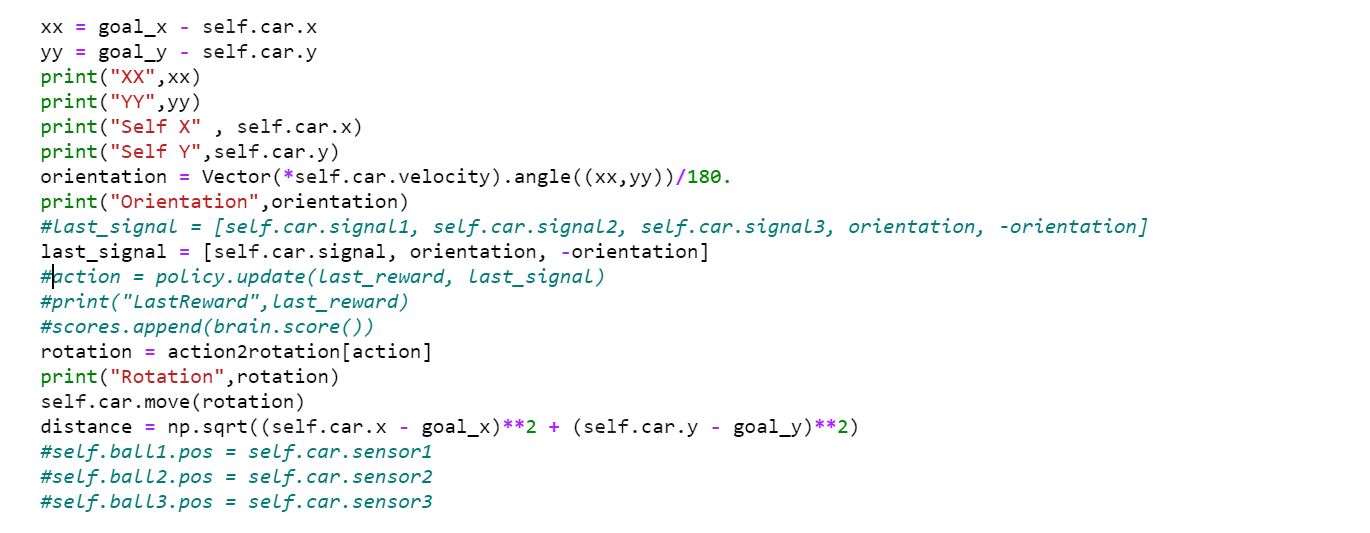 xx = goal_x - self.car.x
yy = goal_y - self.car.y
print("XX",xx)
print("YY",yy)
print("Self X" , self.car.x)
print("Self Y",self.car.y)
orientation = Vector(*self.car.velocity).angle((xx,yy))/180.
print("Orientation",orientation)
#last_signal = [self.car.signal1, self.car.signal2, self.car.signal3, orientation, -orientation]
last_signal = [self.car.signal, orientation, -orientation]
#action = policy.update(last_reward, last_signal)
#print("LastReward",last_reward)
#scores.append(brain.score())
rotation = action2rotation[action]
print("Rotation",rotation)
self.car.move(rotation)
distance = np.sqrt((self.car.x - goal_x)**2 + (self.car.y - goal_y)**2)
#self.ball1.pos = self.car.sensor1
#self.ball2.pos = self.car.sensor2
#self.ball3.pos = self.car.sensor3